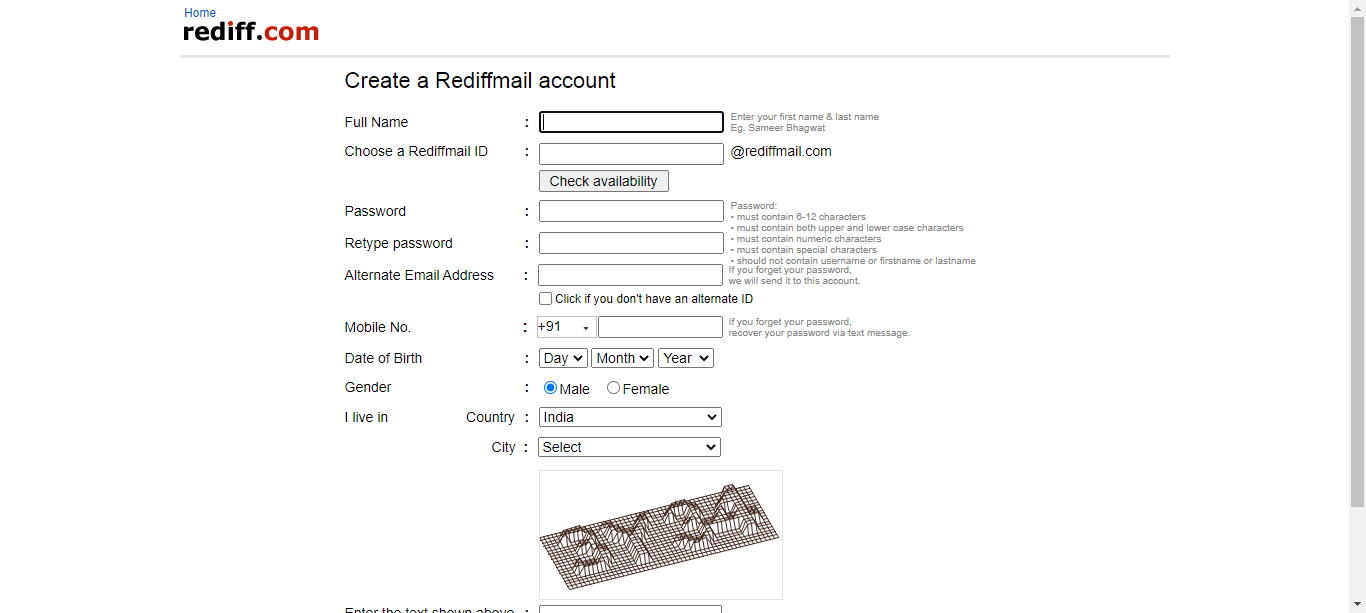 Home
rediff.com
Create a Rediffmail account
Full Name : Enter your first name & last name
Eg. Sameer Bhagwat
Choose a Rediffmail ID : @rediffmail.com
Check availability
Password : Password:
• must contain 6-12 characters
• must contain both upper and lower case characters
Retype password : • must contain numeric characters
• must contain special characters
• should not contain username or firstname or lastname
Alternate Email Address : If you forget your password,
we will send it to this account.
Click if you don't have an alternate ID
Mobile No. : +91 If you forget your password,
recover your password via text message.
Date of Birth : Day Month Year
Gender : Male Female
I live in Country : India
City : Select
Enter the text shown above :